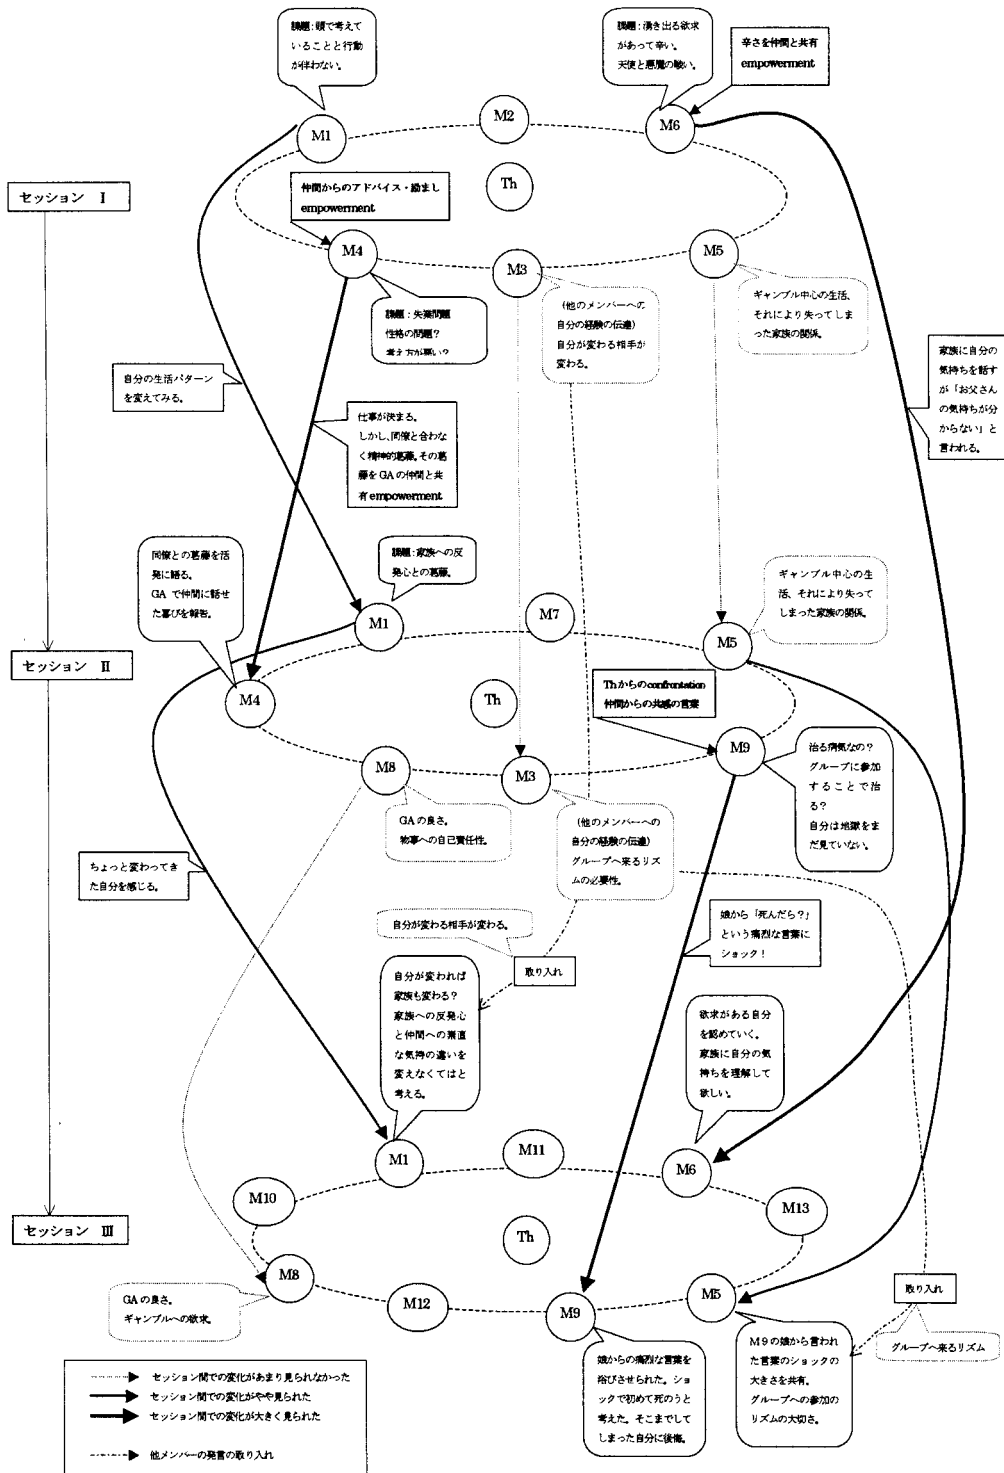 課題：頭で考えて
いることと行動
が伴わない。
課題：湧き出る欲求
があって辛い。
天使と悪魔の戦い。
辛さを仲間と共有
empowerment
M1
M2
M6
Th
セッション　Ⅰ
仲間からのアドバイス・励まし
empowerment
M4
M3
M5
課題：失業問題
性格の問題？
考え方が悪い？
（他のメンバーへの
自分の経験の伝達）
自分が変わる相手が
変わる。
ギャンブル中心の生活、
それにより失ってしま
った家族の関係。
家族に自分の
気持ちを話す
が「お父さん
の気持ちが分
からない」と
言われる。
自分の生活パターン
を変えてみる。
仕事が決まる。
しかし、同僚と合わな
く精神的葛藤。その葛
藤をGAの仲間と共
有empowerment
同僚との葛藤を活
発に語る。
GAで仲間に話せ
た喜びを報告。
課題：家族への反
発心との葛藤。
ギャンブル中心の生
活、それにより失って
しまった家族の関係。
M1
M7
M5
セッション　Ⅱ
Thからのconfrontation
仲間からの共感の言葉
M4
Th
M9
M8
M3
治る病気なの？
グループに参加
することで治
る？
自分は地獄をま
だ見ていない。
GAの良さ。
物事への自己責任性。
（他のメンバーへの
自分の経験の伝達）
グループへ来るリズ
ムの必要性。
ちょっと変わってき
た自分を感じる。
自分が変わる相手が変わる。
取り入れ
娘から「死んだら？」
という痛烈な言葉に
ショック！
自分が変われば
家族も変わる？
家族への反発心
と仲間への素直
な気持の違いを
変えなくてはと
考える。
欲求がある自分
を認めていく。
家族に自分の気
持ちを理解して
欲しい。
M1
M11
M6
M10
M13
セッション　Ⅲ
Th
M8
M12
M9
M5
取り入れ
GAの良さ。
ギャンブルへの欲求。
グループへ来るリズム
娘からの痛烈な言葉を
浴びさせられた。ショ
ックで初めて死のうと
考えた。そこまでして
しまった自分に後悔。
M9の娘から言われ
た言葉のショックの
大きさを共有。
グループへの参加の
リズムの大切さ。
セッション間での変化があまり見られなかった
セッション間での変化がやや見られた
セッション間での変化が大きく見られた
他メンバーの発言の取り入れ